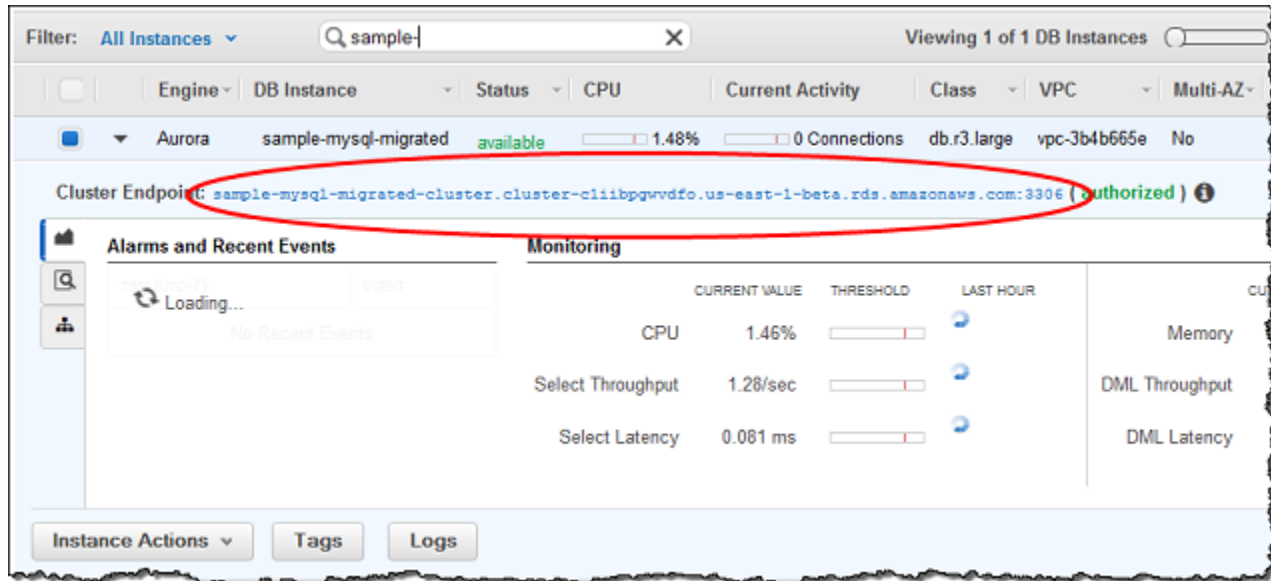 Filter: All Instances sample- X Viewing 1 of 1 DB Instances
Engine DB Instance Status CPU Current Activity Class VPC Multi-AZ
Aurora sample-mysql-migrated available 1.48% 0 Connections db.r3.large vpc-3b4b665e No
Cluster Endpoint: sample-mysql-migrated-cluster.cluster-cliibpgwvdfo.us-east-1-beta.rds.amazonaws.com:3306 ( authorized )
Alarms and Recent Events Monitoring
(UTC-7) EVENT
CURRENT VALUE THRESHOLD LAST HOUR CU
Loading...
No Recent Events
CPU 1.46% Memory
Select Throughput 1.28/sec DML Throughput
Select Latency 0.081 ms DML Latency
Instance Actions Tags Logs